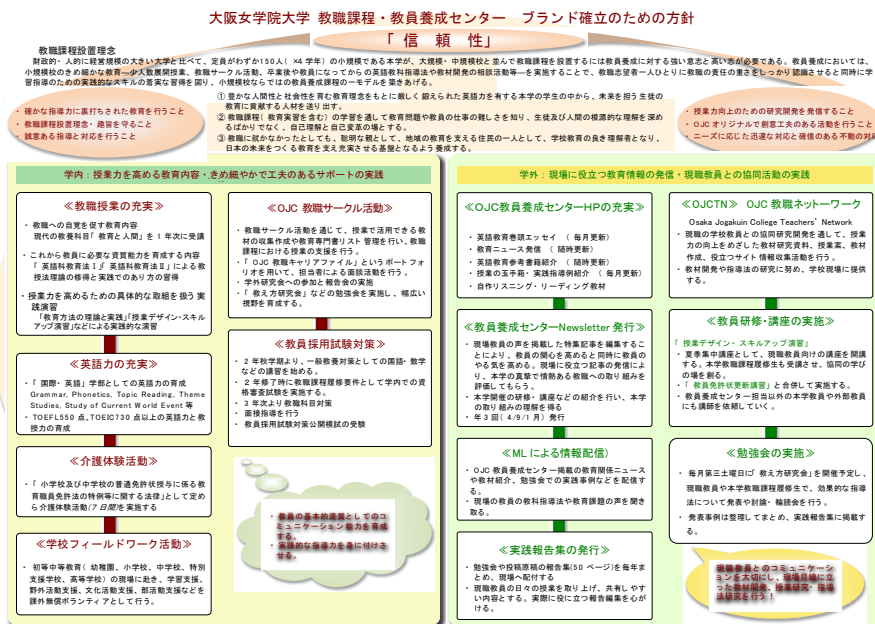 大阪女学院大学 教職課程・教員養成センター　ブランド確立のための方針
「 信 頼 性」
教職課程設置理念
財政的・人的に経営規模の大きい大学と比べて、定員がわずか150人（×4 学年）の小規模である本学が、大規模・中規模校と並んで教職課程を設置するには教員養成に対する強い意志と高い志が必要である。教員養成においては、
小規模校のきめ細かな教育―少人数展開授業、教職サークル活動、卒業後や教員になってからの英語教科指導法や教材開発の相談活動等―を実施することで、教職志望者一人ひとりに教職の責任の重さをしっかり認識させると同時に学
習指導のための実践的なスキルの着実な習得を図り、小規模校ならではの教員養成課程の一モデルを築きあげる。
・ 確かな指導力に裏打ちされた教育を行うこと
・ 教職課程設置理念・趣旨を守ること
・ 誠意ある指導と対応を行うこと
① 豊かな人間性と社会性を育む教育理念をもとに厳しく鍛えられた英語力を有する本学の学生の中から、未来を担う生徒の
教育に貢献する人材を送り出す。
② 教職課程（ 教育実習を含む）の学習を通して教育問題や教員の仕事の難しさを知り、生徒及び人間の根源的な理解を深め
るばかりでなく、自己理解と自己変革の場とする。
③ 教職に就かなかったとしても、聡明な親として、地域の教育を支える住民の一人として、学校教育の良き理解者となり、
日本の未来をつくる教育を支え充実させる基盤となるよう養成する。
・ 授業力向上のための研究開発を発信すること
・ OJC オリジナルで創意工夫のある活動を行うこと
・ ニーズに応じた迅速な対応と確信のある不動の対応
学内：授業力を高める教育内容・きめ細やかで工夫のあるサポートの実践
≪教職授業の充実≫
・ 教職への自覚を促す教育内容
現代の教養科目「 教育と人間」を 1 年次に受講
・ これから教員に必要な資質能力を育成する内容
「 英語科教育法Ⅰ」「 英語科教育法Ⅱ」による教
授法理論の修得と実践でのあり方の習得
・ 授業力を高めるための具体的な取組を扱う実
践演習
「教育方法の理論と実践」「授業デザイン・スキル
アップ演習」などによる実践的な演習
≪英語力の充実≫
・ 「 国際・英語」学部としての英語力の育成
Grammar, Phonetics, Topic Reading, Theme
Studies, Study of Current World Event 等
・ TOEFL550 点、TOEIC730 点以上の英語力と教
授力の育成
≪介護体験活動≫
・ 「 小学校及び中学校の普通免許状授与に係る教
育職員免許法の特例等に関する法律」として定め
ら介護体験活動(7 日間)を実施する
≪学校フィールドワーク活動≫
・ 初等中等教育( 幼稚園、小学校、中学校、特別
支援学校、高等学校）の現場に赴き、学習支援、
野外活動支援、文化活動支援、部活動支援などを
課外無償ボランティアとして行う。
≪OJC 教職サークル活動≫
・ 教職サークル活動を通して、授業で活用できる教
材の収集作成や教育専門書リスト管理を行い、教職
課程における授業の支援を行う。
・ 「 OJC 教職キャリアファイル」というポートフォ
リオを用いて、担当者による面談活動を行う。
・ 学外研究会への参加と報告会の実施
・ 「 教え方研究会」などの勉強会を実施し、幅広い
視野を育成する。
≪教員採用試験対策≫
・ 2 年秋学期より、一般教養対策としての国語・数学
などの講習を始める。
・ 2 年修了時に教職課程履修要件として学内での資
格審査試験を実施する。
・ 3 年次より教職科目対策
・ 面接指導を行う
・ 教員採用試験対策公開模試の受験
・ 教員の基本的資質としてのコ
ミュニケーション能力を育成
する。
・ 実践的な指導力を身に付けさ
せる。
学外：現場に役立つ教育情報の発信・現職教員との協同活動の実践
≪OJC教員養成センターHPの充実≫
・ 英語教育巻頭エッセイ （ 毎月更新）
・ 教育ニュース発信 （ 随時更新）
・ 英語教育参考書籍紹介 （ 随時更新）
・ 授業の玉手箱・実践指導例紹介 （ 毎月更新）
・ 自作リスニング・リーディング教材
≪教員養成センターNewsletter 発行≫
・ 現場教員の声を掲載した特集記事を編集するこ
とにより、教員の関心を高めると同時に教員の
やる気を高める。現場に役立つ記事の発信によ
り、本学の真摯で情熱ある教職への取り組みを
評価してもらう。
・ 本学開催の研修・講座などの紹介を行い、本学
の取り組みの理解を得る
・ 年 3 回( 4/9/1 月 ）発行
≪ML による情報配信）
・ OJC 教員養成センター掲載の教育関係ニュース
や教材紹介、勉強会での実践事例などを配信す
る。
・ 現場の教員の教科指導法や教育課題の声を聞き
取る。
≪実践報告集の発行≫
・ 勉強会や投稿原稿の報告集(50 ページ)を毎年ま
とめ、現場へ配付する
・ 現職教員の日々の授業を取り上げ、共有しやす
い内容とする。実際に役に立つ報告編集を心が
ける。
≪OJCTN≫ OJC 教職ネットーワーク
Osaka Jogakuin College Teachers’ Network
・ 現職の学校教員との協同研究開発を通して、授業
の力の向上をめざした教材研究資料、授業案、教材
作成、役立つサイト情報収集活動を行う。
・ 教材開発や指導法の研究に努め、学校現場に提供
する。
≪教員研修・講座の実施≫
「 授業デザイン・ スキルアップ演習」
・ 夏季集中講座として、現職教員向けの講座を開講
する。本学教職課程履修生も受講させ、協同の学び
の場を創る。
・ 「 教員免許状更新講習」と合併して実施する。
・ 教員養成センター担当以外の本学教員や外部教員
にも講師を依頼していく。
≪勉強会の実施≫
・ 毎月第三土曜日に「 教え方研究会」を開催予定し、
現職教員や本学教職課程履修生で、効果的な指導
法について発表や討論・輪読会を行う。
・ 発表事例は整理してまとめ、実践報告集に掲載す
る。
現職教員とのコミュニケーシ
ョンを大切にし、現場目線に立
った教材開発、授業研究・指導
法研究を行う！